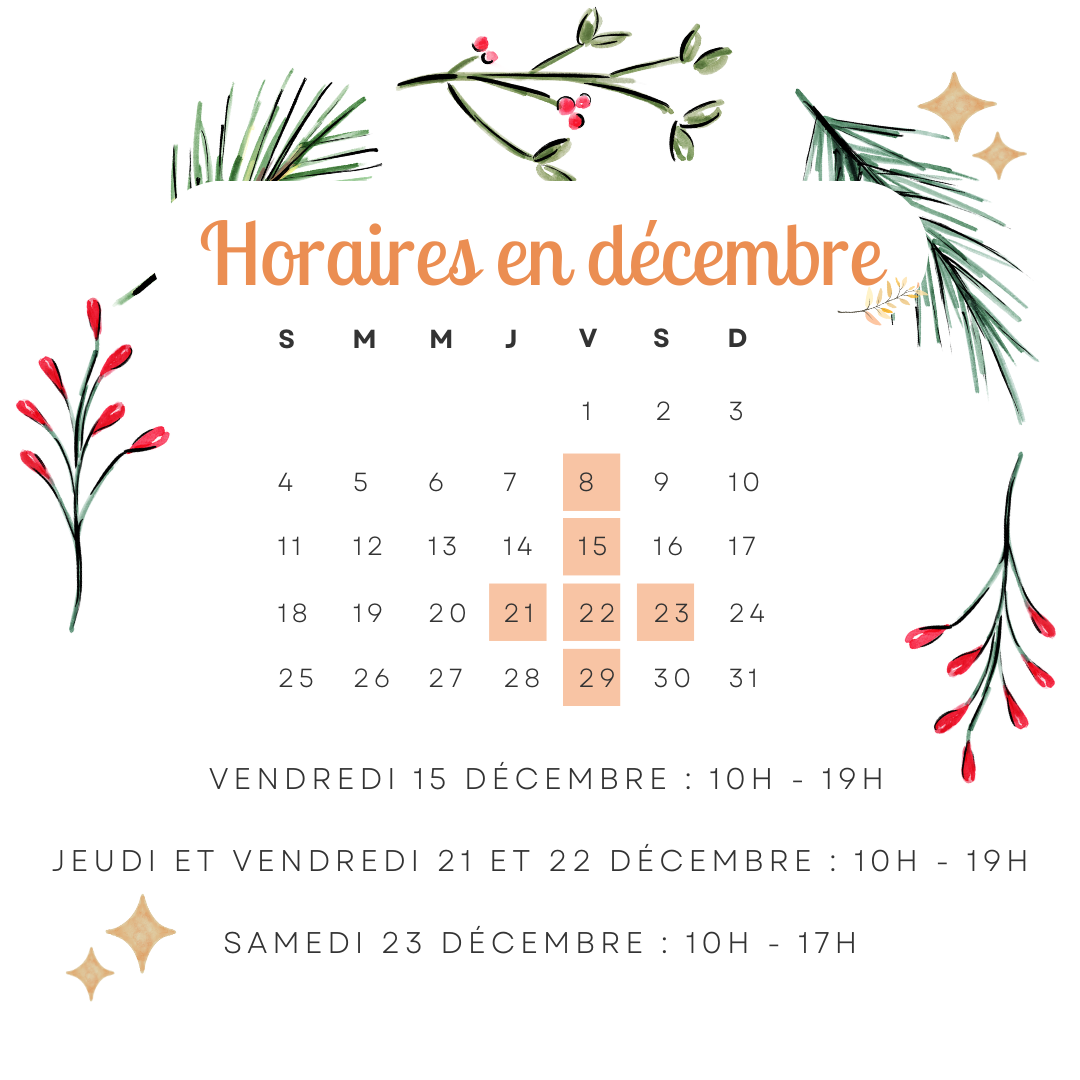 Horaires en décembre
S M M J V S D
1 2 3
4 5 6 7 8 9 10
11 12 13 14 15 16 17
18 19 20 21 22 23 24
25 26 27 28 29 30 31
VENDREDI 15 DÉCEMBRE : 10H - 19H
JEUDI ET VENDREDI 21 ET 22 DÉCEMBRE : 10H - 19H
SAMEDI 23 DÉCEMBRE : 10H - 17H